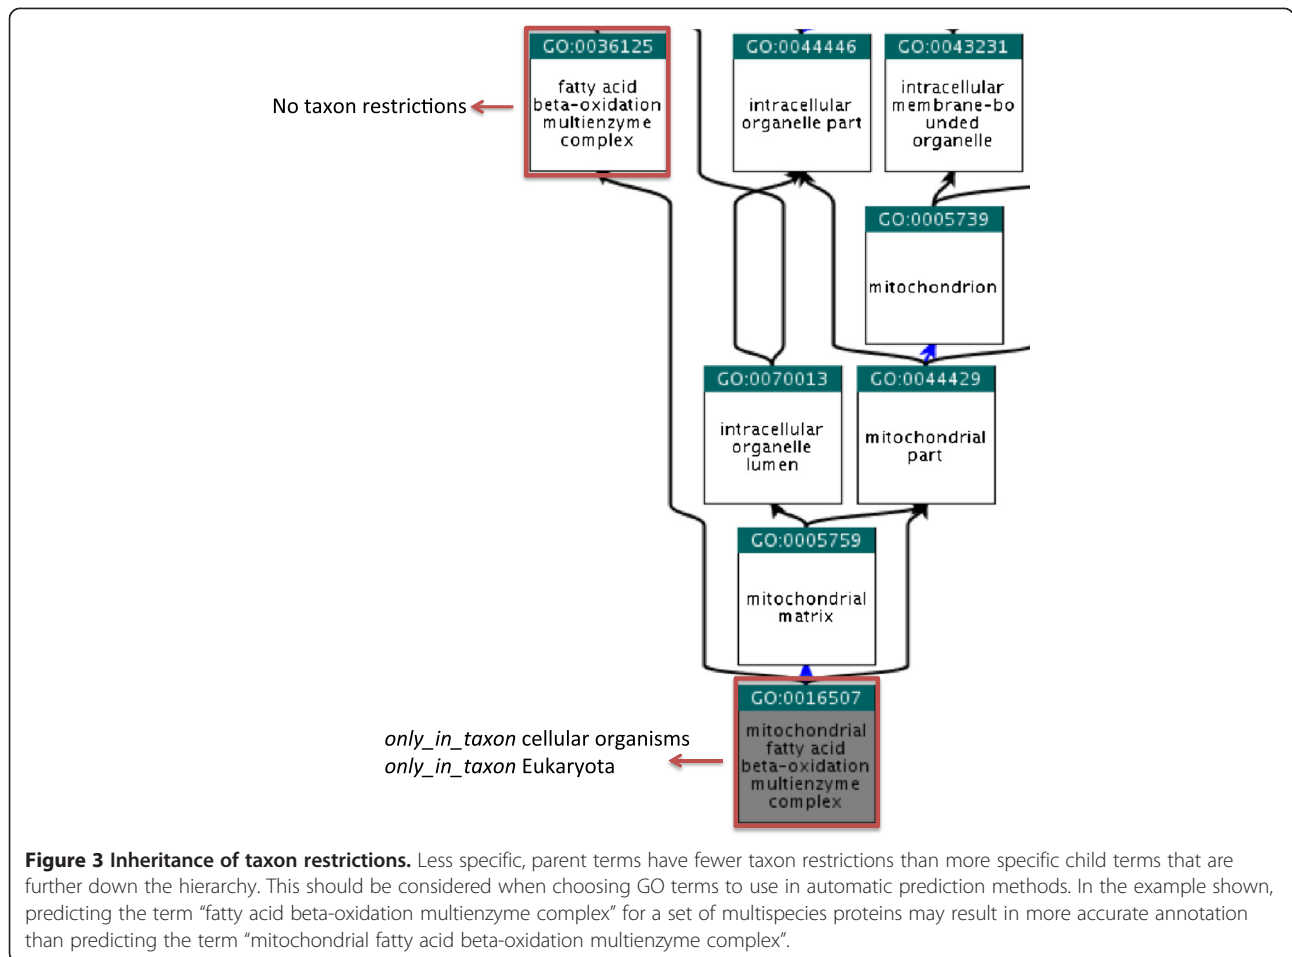 GO:0036125
fatty acid
beta-oxidation
multienzyme
complex
No taxon restrictions
GO:0044446
intracellular
organelle part
GO:0043231
intracellular
membrane-bo
unded
organelle
GO:0005739
mitochondrion
GO:0070013
intracellular
organelle
lumen
GO:0044429
mitochondrial
part
GO:0005759
mitochondrial
matrix
GO:0016507
mitochondrial
fatty acid
beta-oxidation
multienzyme
complex
only_in_taxon cellular organisms
only_in_taxon Eukaryota
Figure 3 Inheritance of taxon restrictions. Less specific, parent terms have fewer taxon restrictions than more specific child terms that are
further down the hierarchy. This should be considered when choosing GO terms to use in automatic prediction methods. In the example shown,
predicting the term “fatty acid beta-oxidation multienzyme complex” for a set of multispecies proteins may result in more accurate annotation
than predicting the term “mitochondrial fatty acid beta-oxidation multienzyme complex”.